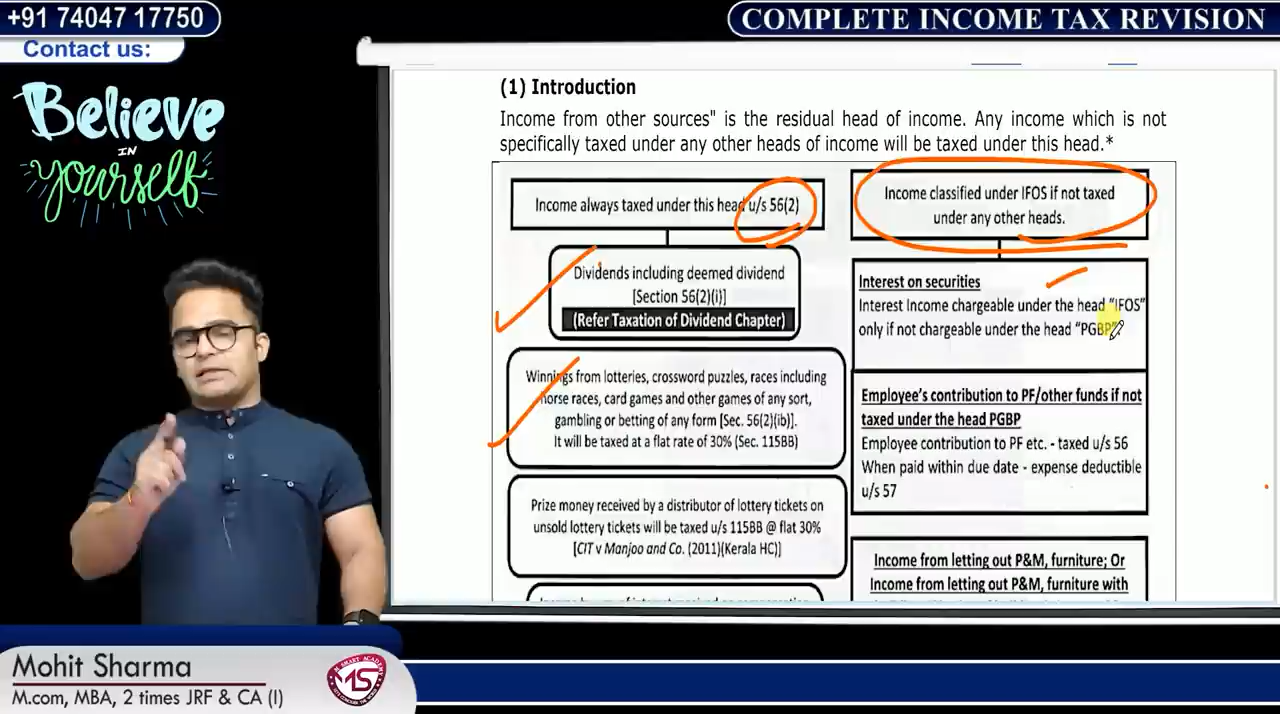 +91 74047 17750
Contact us:
COMPLETE INCOME TAX REVISION
Believe
IN
yourself
(1) Introduction
Income from other sources" is the residual head of income. Any income which is not
specifically taxed under any other heads of income will be taxed under this head.*
Income always taxed under this head u/s 56(2)
Dividends including deemed dividend
[Section 56(2)(i)]
(Refer Taxation of Dividend Chapter)
Winnings from lotteries, crossword puzzles, races including
horse races, card games and other games of any sort,
gambling or betting of any form [Sec. 56(2)(ib)].
It will be taxed at a flat rate of 30% (Sec. 115BB)
Prize money received by a distributor of lottery tickets on
unsold lottery tickets will be taxed u/s 115BB @ flat 30%
[CIT v Manjoo and Co. (2011)(Kerala HC)]
Income classified under IFOS if not taxed
under any other heads.
Interest on securities
Interest Income chargeable under the head "IFOS"
only if not chargeable under the head "PGBP"
Employee's contribution to PF/other funds if not
taxed under the head PGBP
Employee contribution to PF etc. - taxed u/s 56
When paid within due date - expense deductible
u/s 57
Income from letting out P&M, furniture; Or
Income from letting out P&M, furniture with
Mohit Sharma
M.com, MBA, 2 times JRF & CA (I)
M SMART ACADEMY
MS